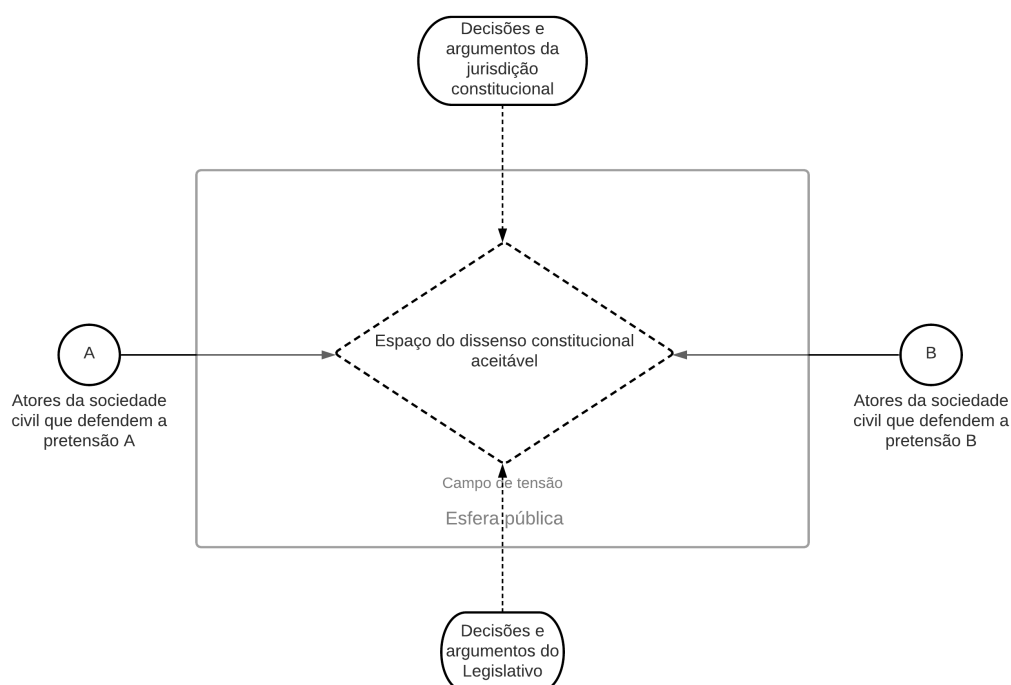 Decisões e
argumentos da
jurisdição
constitucional
Espaço do dissenso constitucional
aceitável
A
Atores da sociedade
civil que defendem a
pretensão A
B
Atores da sociedade
civil que defendem a
pretensão B
Campo de tensão
Esfera pública
Decisões e
argumentos do
Legislativo